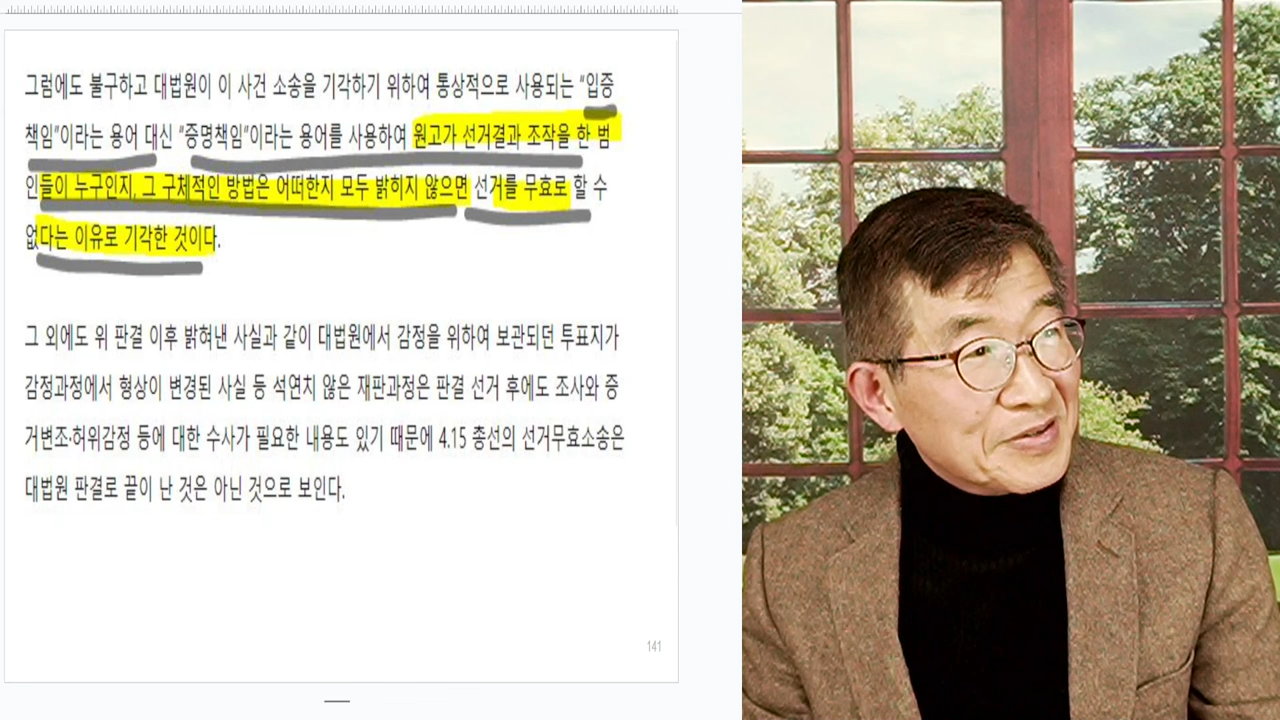 그럼에도 불구하고 대법원이 이 사건 소송을 기각하기 위하여 통상적으로 사용되는 "입증
책임"이라는 용어 대신 "증명책임"이라는 용어를 사용하여 원고가 선거결과 조작을 한 범
인들이 누구인지, 그 구체적인 방법은 어떠한지 모두 밝히지 않으면 선거를 무효로 할 수
없다는 이유로 기각한 것이다.
그 외에도 위 판결 이후 밝혀낸 사실과 같이 대법원에서 감정을 위하여 보관되던 투표지가
감정과정에서 형상이 변경된 사실 등 석연치 않은 재판과정은 판결 선거 후에도 조사와 증
거변조·허위감정 등에 대한 수사가 필요한 내용도 있기 때문에 4.15 총선의 선거무효소송은
대법원 판결로 끝이 난 것은 아닌 것으로 보인다.
141